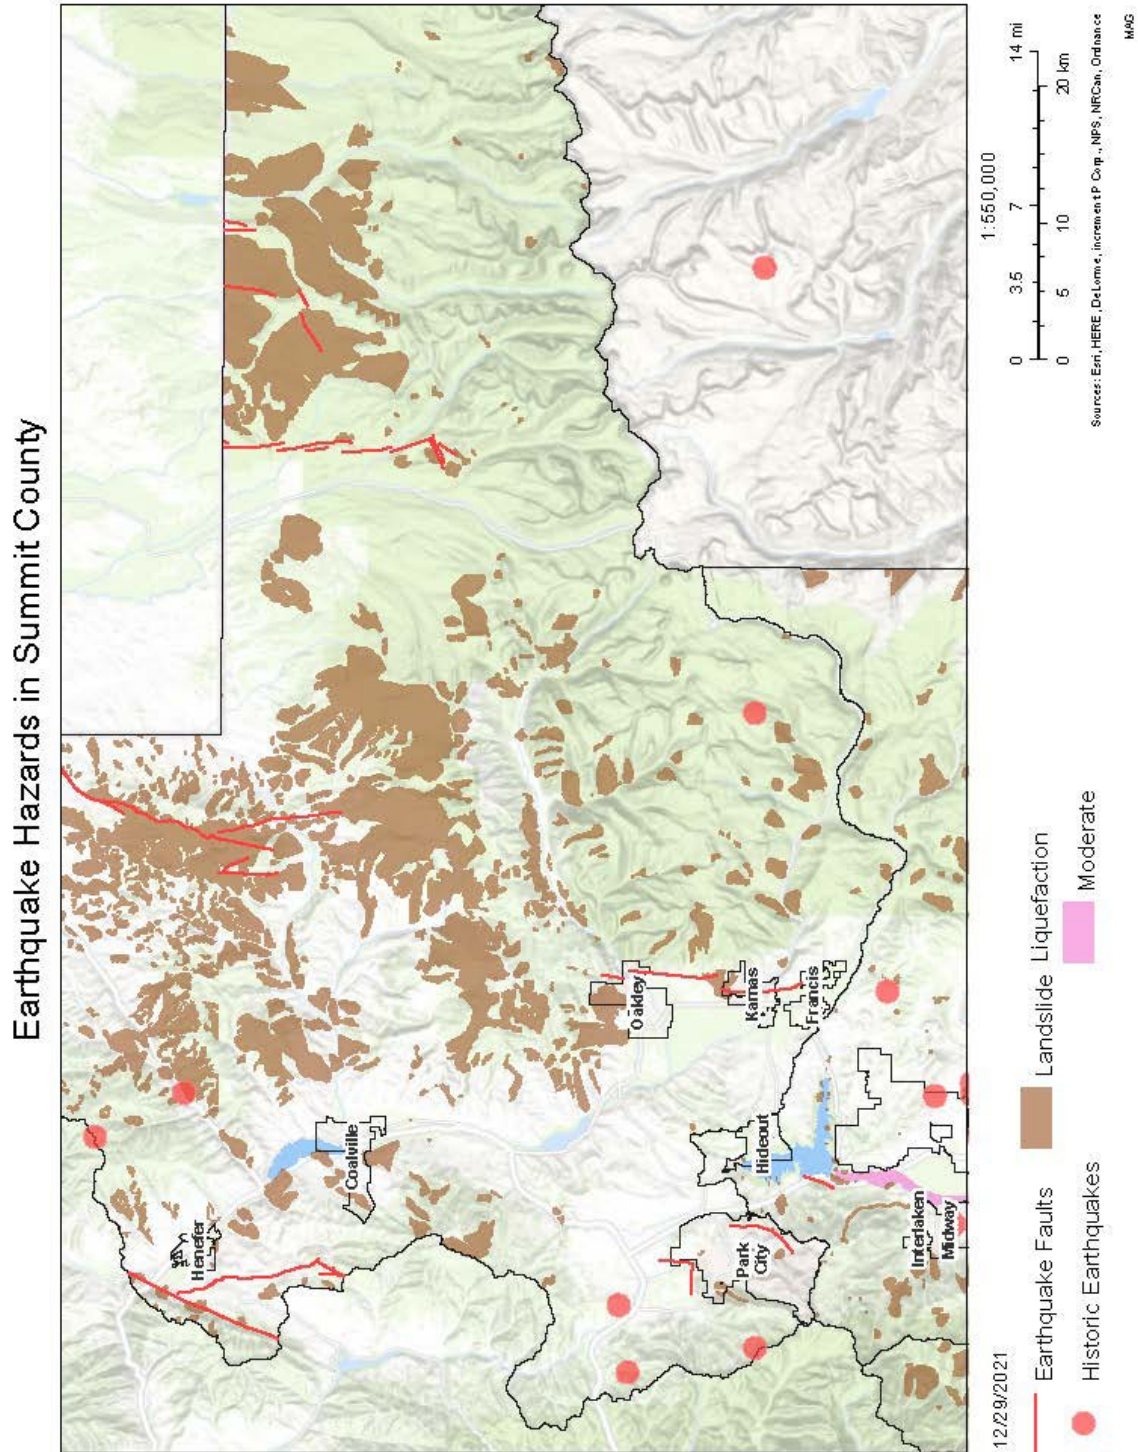 Earthquake Hazards in Summit County
Henefer
Coalville
Oakley
Kamas
Francis
Hideout
Park
City
Interlaken
Midway
12/29/2021
1:550,000
0 3.5 7 14 mi
0 5 10 20 km
Earthquake Faults
Historic Earthquakes
Landslide
Liquefaction
Moderate
Sources: Esri, HERE, DeLorme, increment P Corp., NPS, NRCan, Ordnance
MAG